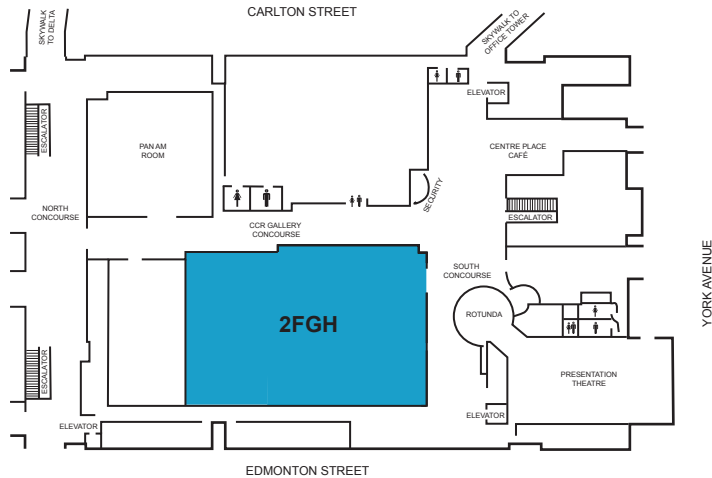 CARLTON STREET
SKYWALK
TO DELTA
SKYWALK TO
OFFICE TOWER
ELEVATOR
ESCALATOR
PAN AM
ROOM
CENTRE PLACE
CAFÉ
SECURITY
NORTH
CONCOURSE
ESCALATOR
CCR GALLERY
CONCOURSE
SOUTH
CONCOURSE
YORK AVENUE
2FGH
ROTUNDA
ESCALATOR
PRESENTATION
THEATRE
ELEVATOR
ELEVATOR
EDMONTON STREET